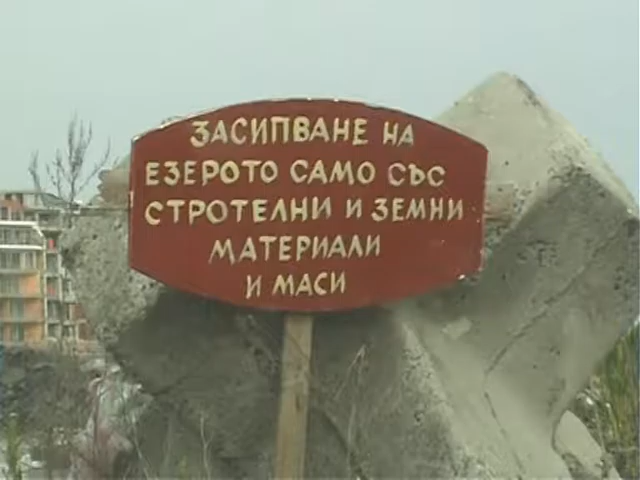 ЗАСИПВАНЕ НА
ЕЗЕРОТО САМО СЪС
СТРОТЕЛНИ И ЗЕМНИ
МАТЕРИАЛИ
И МАСИ